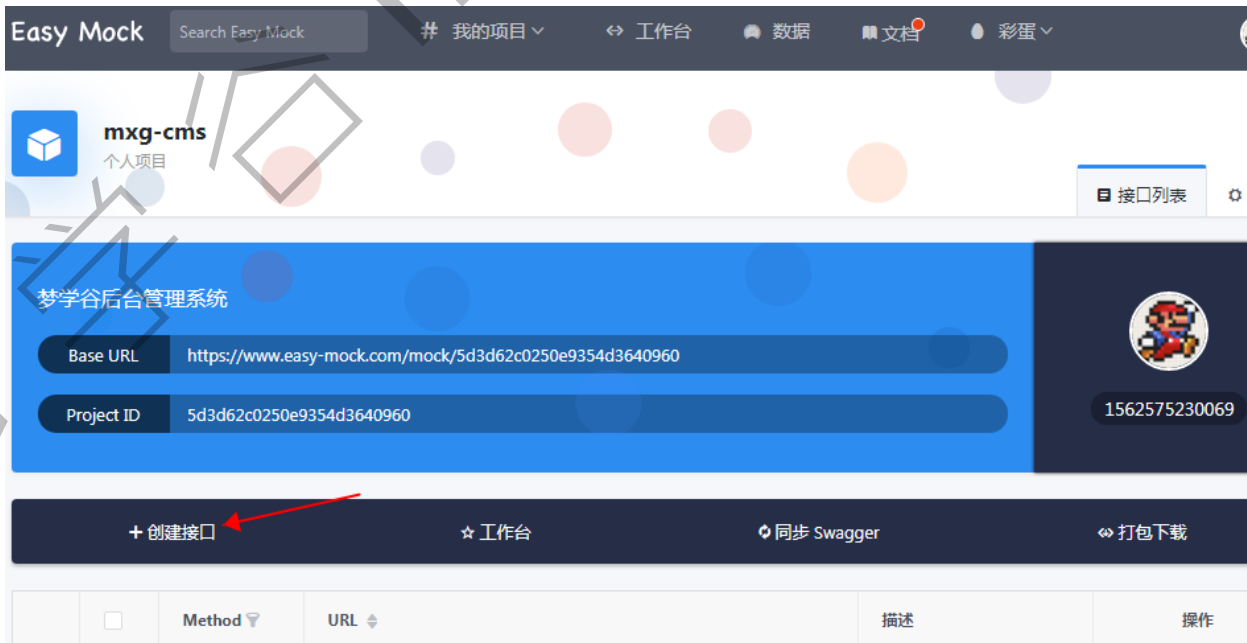 Easy Mock Search Easy Mock # 我的项目 工作台 数据 文档 彩蛋
mxg-cms
个人项目
接口列表
梦学谷后台管理系统
Base URL https://www.easy-mock.com/mock/5d3d62c0250e9354d3640960
Project ID 5d3d62c0250e9354d3640960
1562575230069
+ 创建接口 工作台 同步 Swagger 打包下载
Method URL 描述 操作